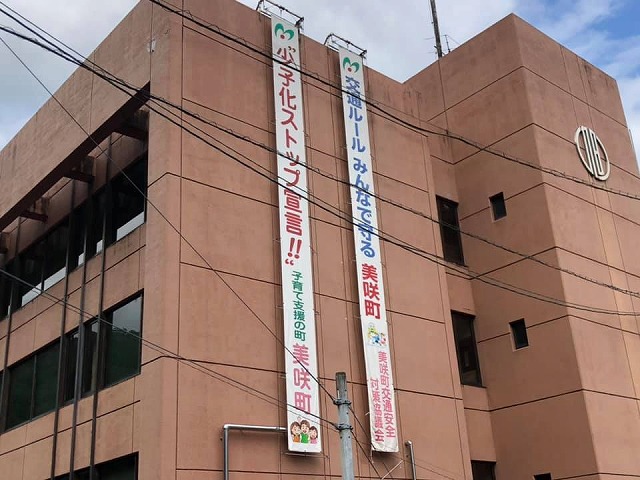 〝少子化ストップ宣言!!〟
子育て支援の町
美咲町
交通ルール みんなで守る 美咲町
美咲町交通安全
対策協議会